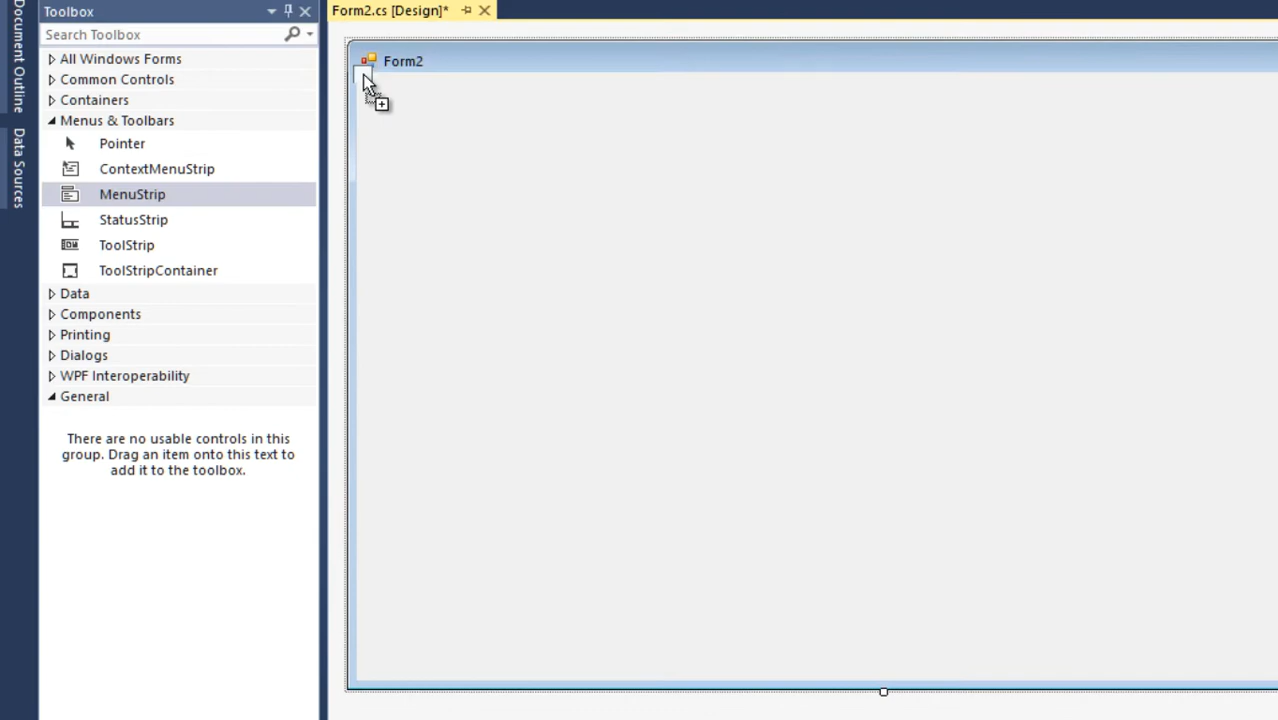 Document Outline
Data Sources
Toolbox
Search Toolbox
All Windows Forms
Common Controls
Containers
Menus & Toolbars
Pointer
ContextMenuStrip
MenuStrip
StatusStrip
ToolStrip
ToolStripContainer
Data
Components
Printing
Dialogs
WPF Interoperability
General
There are no usable controls in this
group. Drag an item onto this text to
add it to the toolbox.
Form2.cs [Design]*
Form2